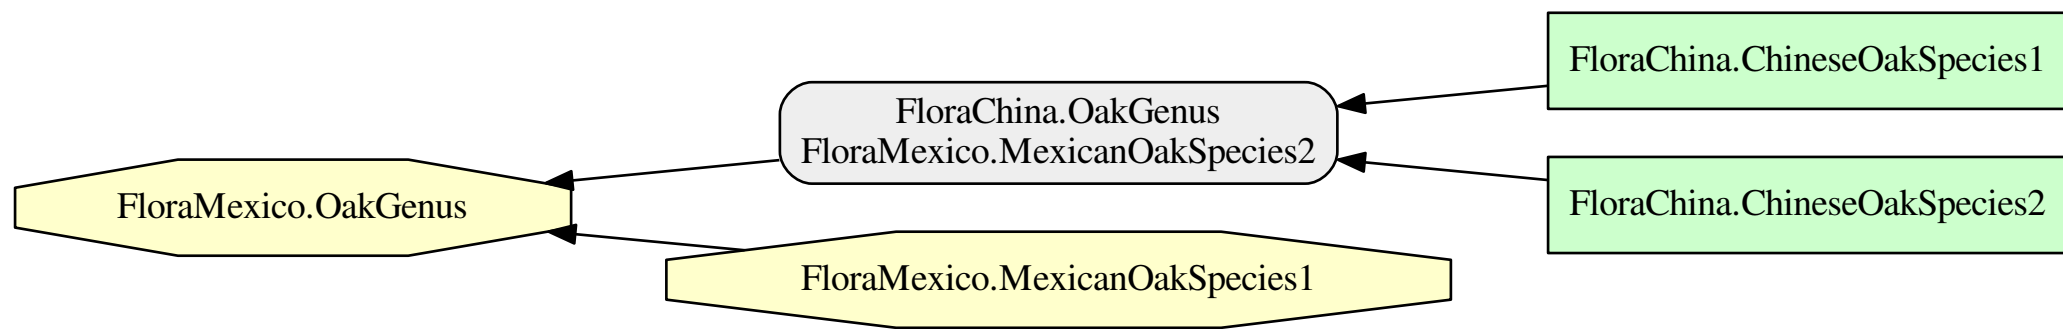 FloraChina.ChineseOakSpecies1
FloraChina.OakGenus
FloraMexico.MexicanOakSpecies2
FloraMexico.OakGenus
FloraChina.ChineseOakSpecies2
FloraMexico.MexicanOakSpecies1